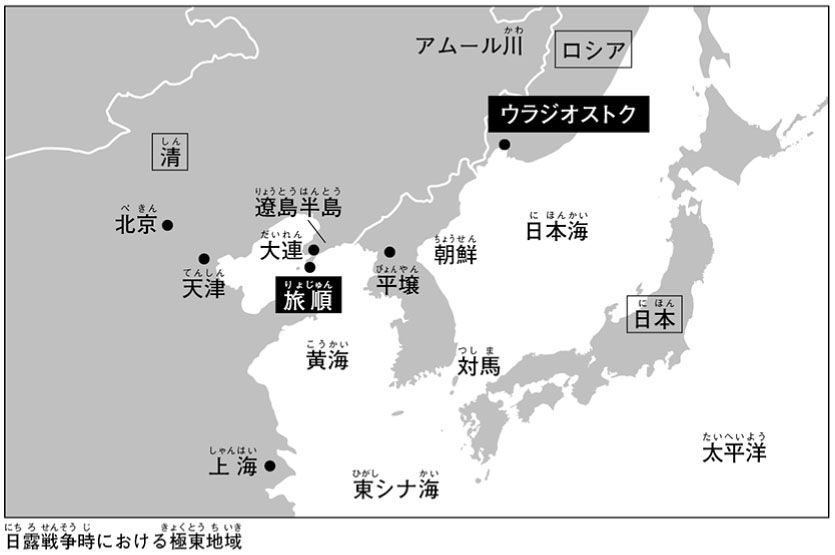 アムール川
かわ
ロシア
ウラジオストク
しん
清
ぺきん
北京
りょうとうはんとう
遼島半島
だいれん
大連
てんしん
天津
りょじゅん
旅順
ぴょんやん
平壌
ちょうせん
朝鮮
にほんかい
日本海
にほん
日本
こうかい
黄海
つしま
対馬
しゃんはい
上海
ひがし かい
東シナ海
たいへいよう
太平洋
にちろせんそうじ きょくとうちいき
日露戦争時における極東地域